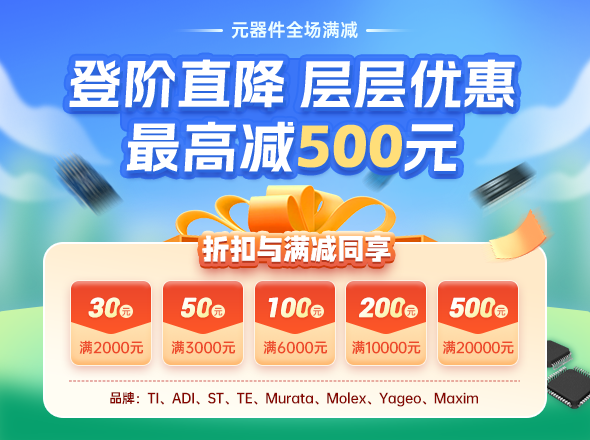 元器件全场满减
登阶直降 层层优惠
最高减500元
折扣与满减同享
30元 50元 100元 200元 500元
满2000元 满3000元 满6000元 满10000元 满20000元
品牌：TI、ADI、ST、TE、Murata、Molex、Yageo、Maxim